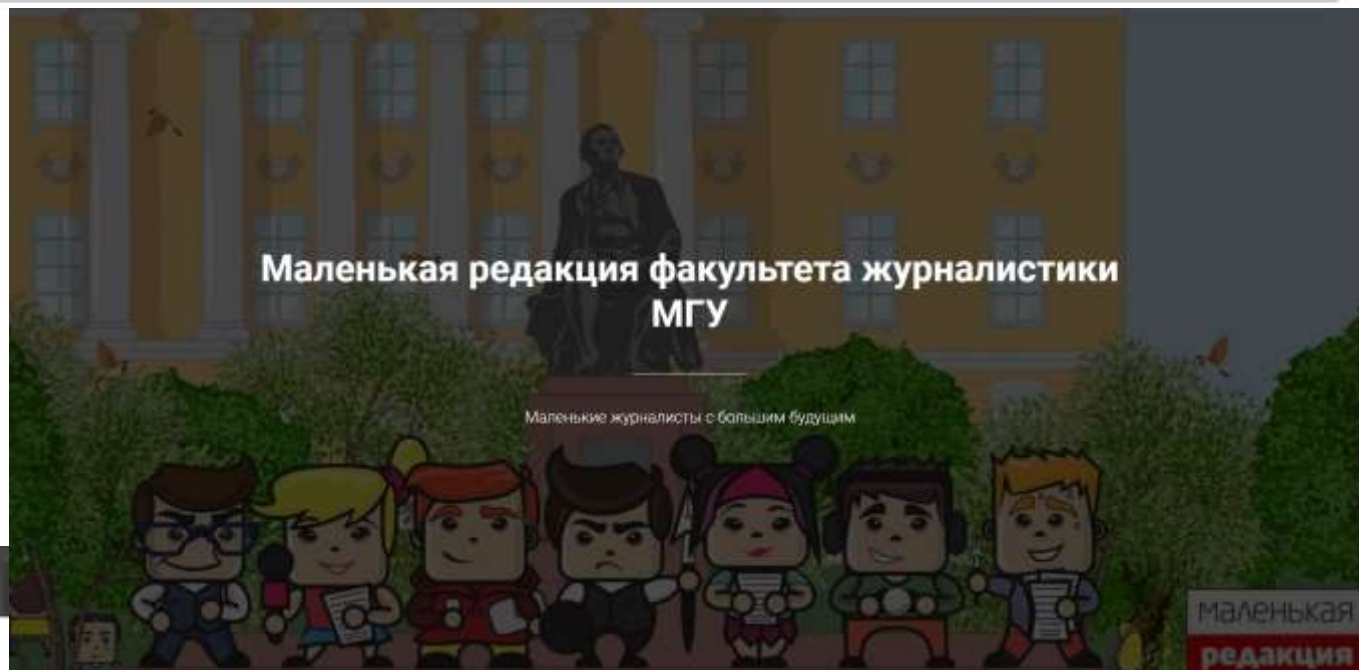 Маленькая редакция факультета журналистики
МГУ
Маленькие журналисты с большим будущим
маленькая
редакция